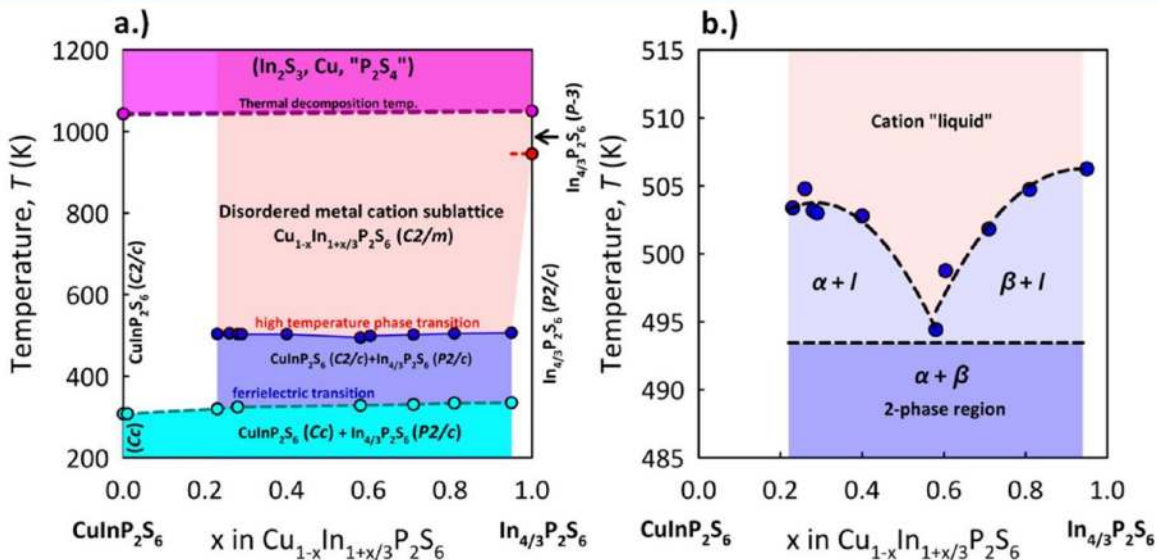 a.)
1200
1000
800
600
400
200
Temperature, T (K)
(In₂S₃, Cu, "P₂S₄")
Thermal decomposition temp.
Disordered metal cation sublattice
Cu₁₋ₓIn₁₊ₓ/₃P₂S₆ (C2/m)
high temperature phase transition
CuInP₂S₆ (C2/c)+In₄/₃P₂S₆ (P2/c)
ferrielectric transition
CuInP₂S₆ (Cc) + In₄/₃P₂S₆ (P2/c)
CuInP₂S₆ (C2/c)
(Cc)
In₄/₃P₂S₆ (P-3)
In₄/₃P₂S₆ (P2/c)
0.0 0.2 0.4 0.6 0.8 1.0
CuInP₂S₆ x in Cu₁₋ₓIn₁₊ₓ/₃P₂S₆ In₄/₃P₂S₆
b.)
515
510
505
500
495
490
485
Temperature, T (K)
Cation "liquid"
α + l
β + l
α + β
2-phase region
0.0 0.2 0.4 0.6 0.8 1.0
CuInP₂S₆ x in Cu₁₋ₓIn₁₊ₓ/₃P₂S₆ In₄/₃P₂S₆